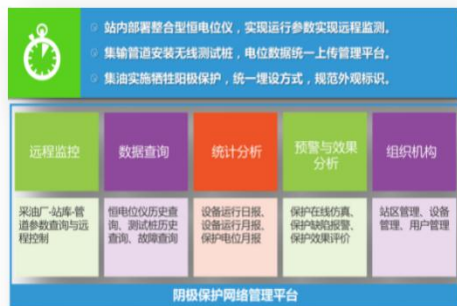 站内部署整合型恒电位仪，实现运行参数实现远程监测。
集输管道安装无线测试桩，电位数据统一上传管理平台。
集油实施牺牲阳极保护，统一埋设方式，规范外观标识。
远程监控
数据查询
统计分析
预警与效果
分析
组织机构
采油厂-站库-管
道参数查询与远
程控制
恒电位仪历史查
询、测试桩历史
查询、故障查询
设备运行日报、
设备运行月报、
保护电位月报
保护在线仿真、
保护缺陷报警、
保护效果评价
站区管理、设备
管理、用户管理
阴极保护网络管理平台